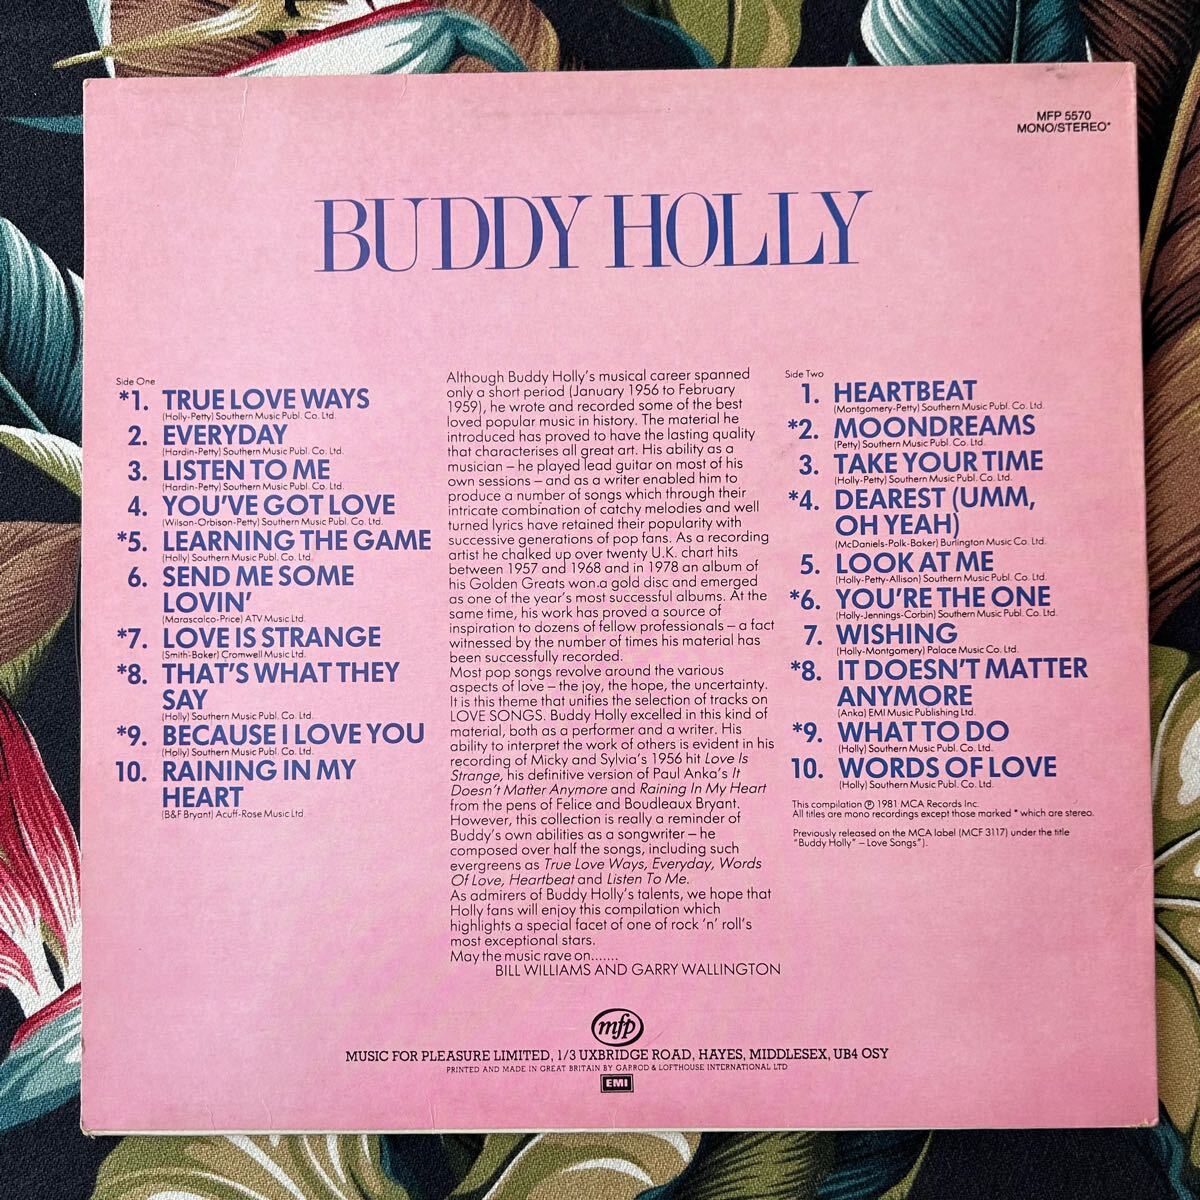 MFP 5570
MONO/STEREO*
BUDDY HOLLY
Side One
*1. TRUE LOVE WAYS
(Holly-Petty) Southern Music Publ. Co. Ltd.
2. EVERYDAY
(Hardin-Petty) Southern Music Publ. Co. Ltd.
3. LISTEN TO ME
(Hardin-Petty) Southern Music Publ. Co. Ltd.
4. YOU'VE GOT LOVE
(Wilson-Orbison-Petty) Southern Music Publ. Co. Ltd.
*5. LEARNING THE GAME
(Holly) Southern Music Publ. Co. Ltd.
6. SEND ME SOME
LOVIN'
(Marascalco-Price) ATV Music Ltd.
*7. LOVE IS STRANGE
(Smith-Baker) Cromwell Music Ltd.
*8. THAT'S WHAT THEY
SAY
(Holly) Southern Music Publ. Co. Ltd.
*9. BECAUSE I LOVE YOU
(Holly) Southern Music Publ. Co. Ltd.
10. RAINING IN MY
HEART
(B&F Bryant) Acuff-Rose Music Ltd.
Although Buddy Holly's musical career spanned
only a short period (January 1956 to February
1959), he wrote and recorded some of the best
loved popular music in history. The material he
introduced has proved to have the lasting quality
that characterises all great art. His ability as a
musician – he played lead guitar on most of his
own sessions – and as a writer enabled him to
produce a number of songs which through their
intricate combination of catchy melodies and well
turned lyrics have retained their popularity with
successive generations of pop fans. As a recording
artist he chalked up over twenty U.K. chart hits
between 1957 and 1968 and in 1978 an album of
his Golden Greats won.a gold disc and emerged
as one of the year's most successful albums. At the
same time, his work has proved a source of
inspiration to dozens of fellow professionals – a fact
witnessed by the number of times his material has
been successfully recorded.
Most pop songs revolve around the various
aspects of love – the joy, the hope, the uncertainty.
It is this theme that unifies the selection of tracks on
LOVE SONGS. Buddy Holly excelled in this kind of
material, both as a performer and a writer. His
ability to interpret the work of others is evident in his
recording of Micky and Sylvia's 1956 hit Love Is
Strange, his definitive version of Paul Anka's It
Doesn't Matter Anymore and Raining In My Heart
from the pens of Felice and Boudleaux Bryant.
However, this collection is really a reminder of
Buddy's own abilities as a songwriter – he
composed over half the songs, including such
evergreens as True Love Ways, Everyday, Words
Of Love, Heartbeat and Listen To Me.
As admirers of Buddy Holly's talents, we hope that
Holly fans will enjoy this compilation which
highlights a special facet of one of rock 'n' roll's
most exceptional stars.
May the music rave on.......
BILL WILLIAMS AND GARRY WALLINGTON
Side Two
1. HEARTBEAT
(Montgomery-Petty) Southern Music Publ. Co. Ltd.
*2. MOONDREAMS
(Petty) Southern Music Publ. Co. Ltd.
3. TAKE YOUR TIME
(Holly-Petty) Southern Music Publ. Co. Ltd.
*4. DEAREST (UMM,
OH YEAH)
(McDaniels-Polk-Baker) Burlington Music Co. Ltd.
5. LOOK AT ME
(Holly-Petty-Allison) Southern Music Publ. Co. Ltd.
*6. YOU'RE THE ONE
(Holly-Jennings-Corbin) Southern Music Publ. Co. Ltd.
7. WISHING
(Holly-Montgomery) Palace Music Co. Ltd.
*8. IT DOESN'T MATTER
ANYMORE
(Anka) EMI Music Publishing Ltd.
*9. WHAT TO DO
(Holly) Southern Music Publ. Co. Ltd.
10. WORDS OF LOVE
(Holly) Southern Music Publ. Co. Ltd.
This compilation ℗ 1981 MCA Records Inc.
All titles are mono recordings except those marked * which are stereo.
Previously released on the MCA label (MCF 3117) under the title
"Buddy Holly" – Love Songs").
mfp
MUSIC FOR PLEASURE LIMITED, 1/3 UXBRIDGE ROAD, HAYES, MIDDLESEX, UB4 OSY
PRINTED AND MADE IN GREAT BRITAIN BY GARROD & LOFTHOUSE INTERNATIONAL LTD
EMI